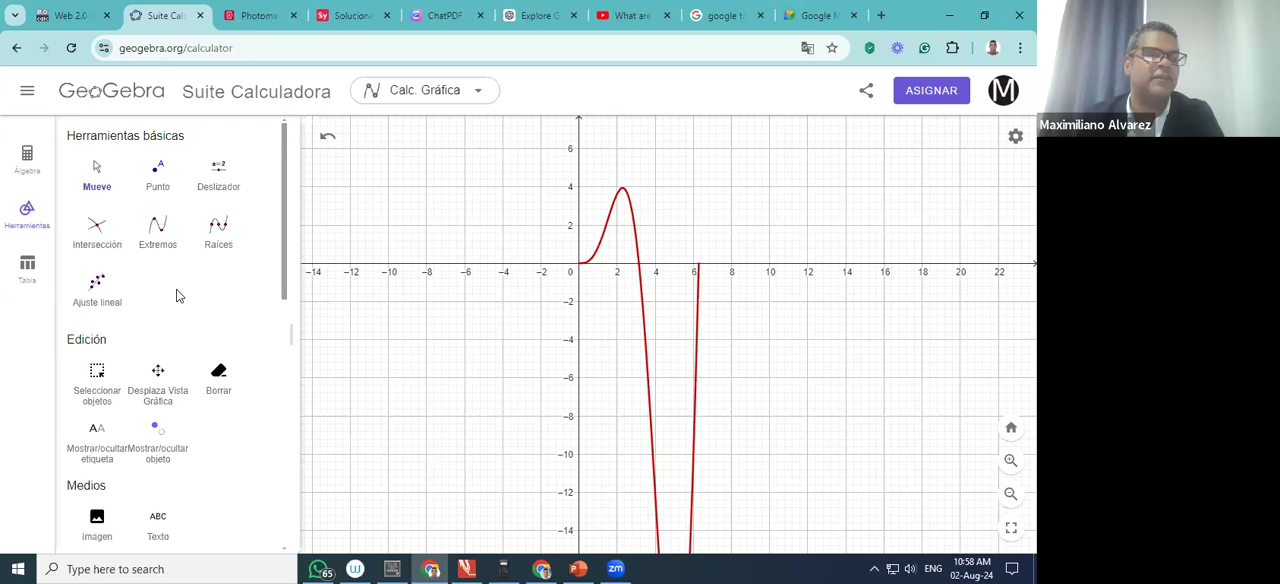 Web 2.0
Suite Calc
Photoma
Solucione
ChatPDF
Explore G
What are
google t
Google M
geogebra.org/calculator
GeoGebra Suite Calculadora
Calc. Gráfica
ASIGNAR
M
Maximiliano Alvarez
Álgebra
Herramientas
Tabla
Herramientas básicas
Mueve
Punto
a=2
Deslizador
Intersección
Extremos
Raíces
Ajuste lineal
Edición
Seleccionar objetos
Desplaza Vista Gráfica
Borrar
Mostrar/ocultar etiqueta
Mostrar/ocultar objeto
Medios
imagen
ABC
Texto
6
4
2
−14 −12 −10 −8 −6 −4 −2 0 2 4 6 8 10 12 14 16 18 20 22
−2
−4
−6
−8
−10
−12
−14
Type here to search
65
ENG
10:58 AM
02-Aug-24